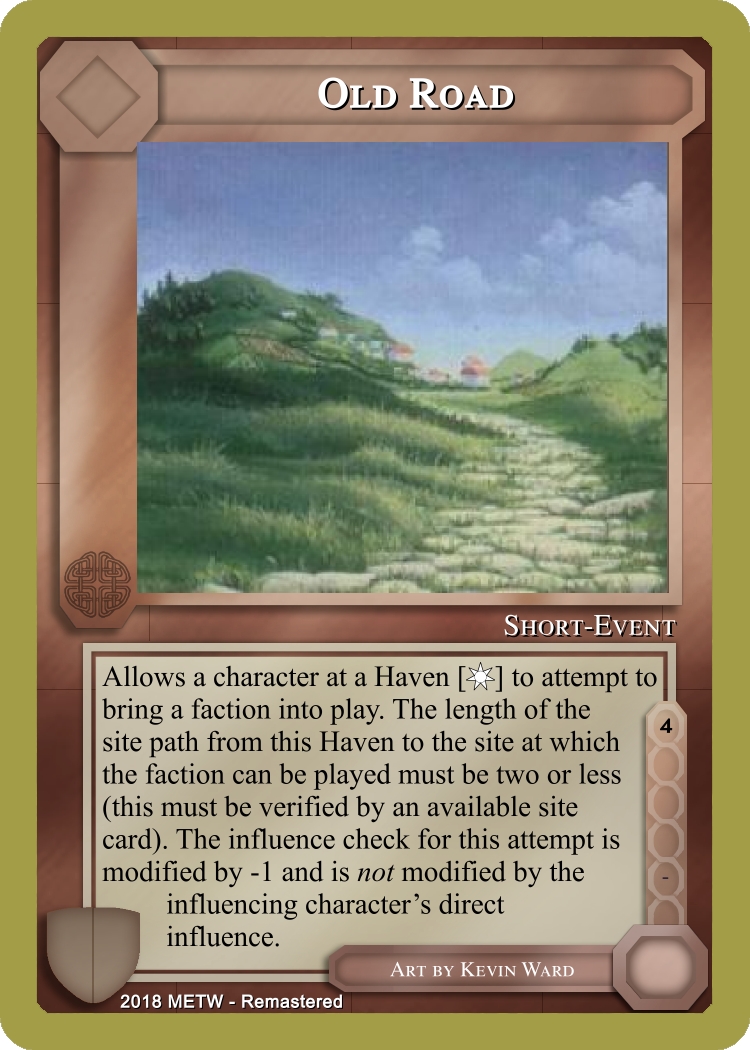 Old Road
Short-Event
Allows a character at a Haven [☼] to attempt to
bring a faction into play. The length of the
site path from this Haven to the site at which
the faction can be played must be two or less
(this must be verified by an available site
card). The influence check for this attempt is
modified by -1 and is not modified by the
influencing character’s direct
influence.
4
-
Art by Kevin Ward
2018 METW - Remastered